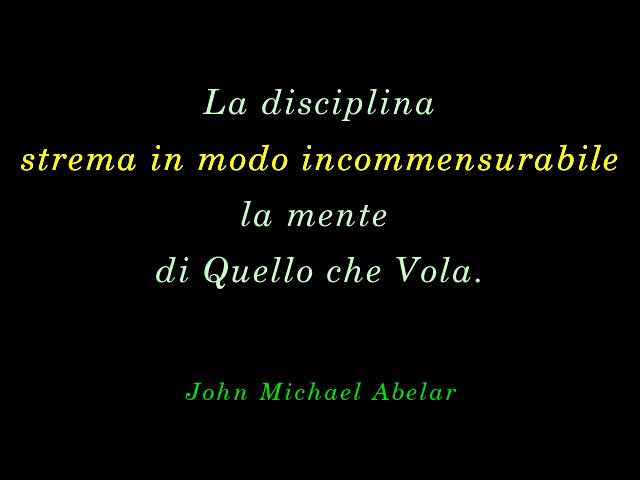 La disciplina
strema in modo incommensurabile
la mente
di Quello che Vola.
John Michael Abelar